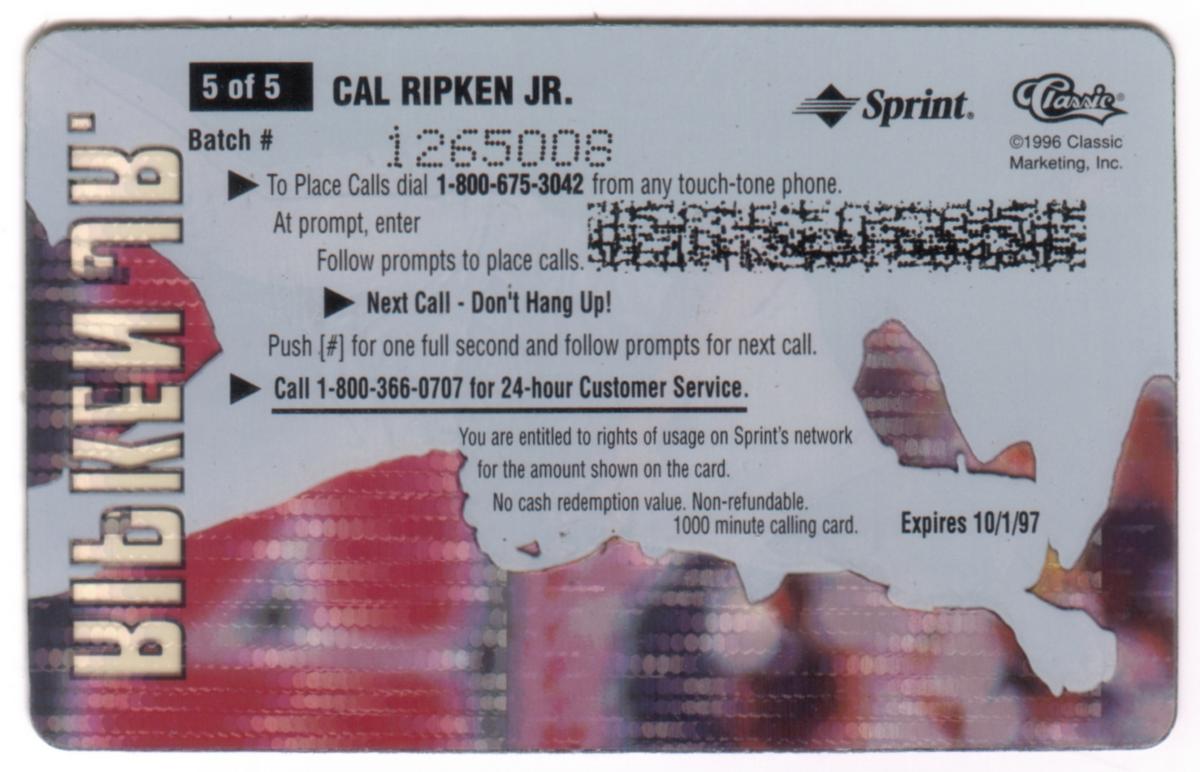 5 of 5 CAL RIPKEN JR.
Sprint.
Classic®
©1996 Classic
Marketing, Inc.
Batch # 1265008
To Place Calls dial 1-800-675-3042 from any touch-tone phone.
At prompt, enter
Follow prompts to place calls.
Next Call - Don't Hang Up!
Push [#] for one full second and follow prompts for next call.
Call 1-800-366-0707 for 24-hour Customer Service.
You are entitled to rights of usage on Sprint's network
for the amount shown on the card.
No cash redemption value. Non-refundable.
1000 minute calling card.
Expires 10/1/97
RIPKEN JR.